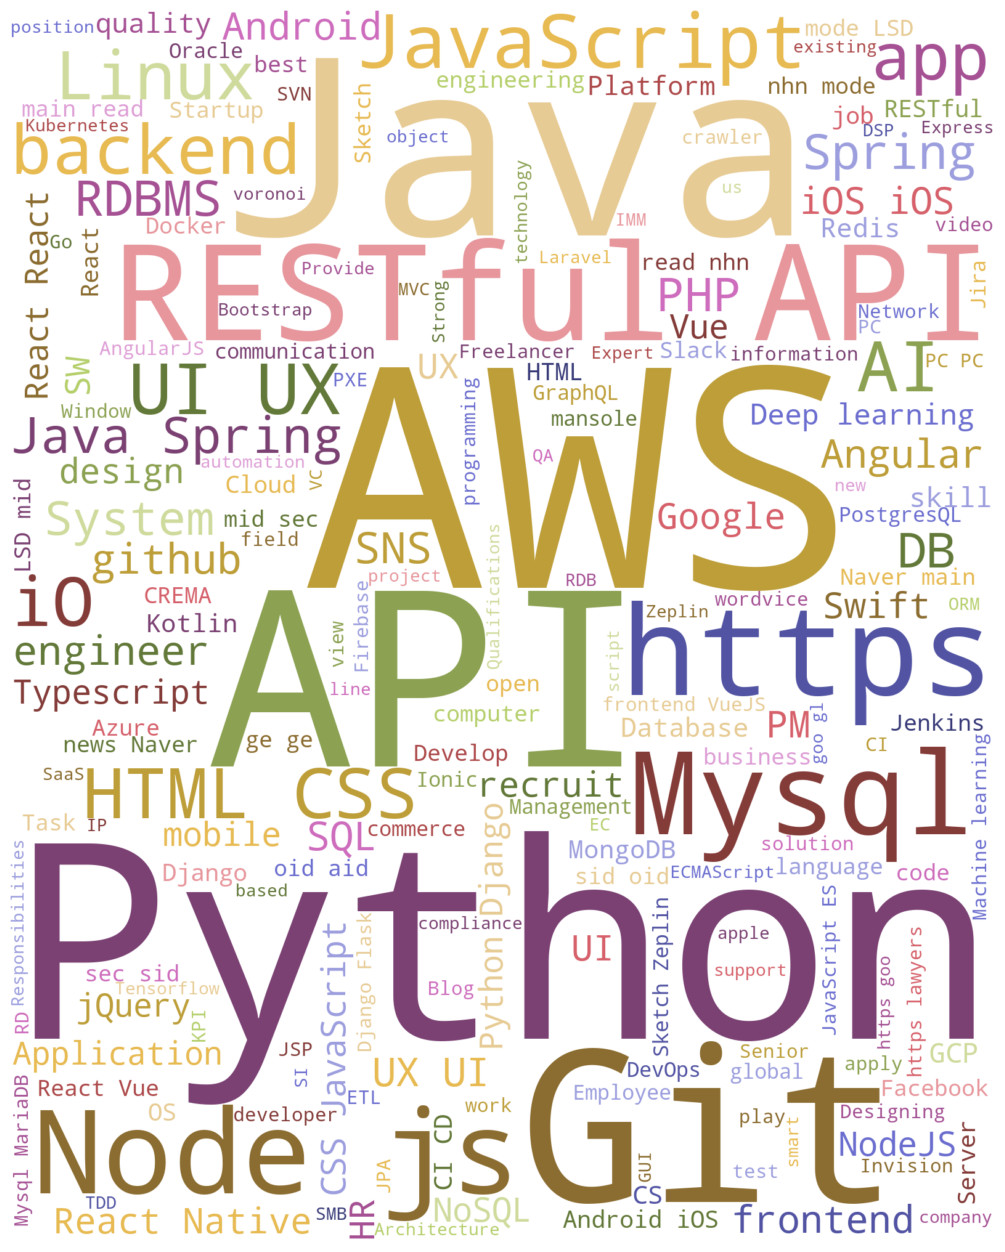 position
quality
Android
JavaScript
mode LSD
existing
app
Oracle
best
Linux
engineering
Platform
nhn mode
main read
Startup
SVN
Sketch
Java
job
RESTful
Kubernetes
object
crawler
DSP
Express
backend
Spring
RDBMS
voronoi
us
iOS iOS
technology
Docker
IMM
Redis
video
React React
Go
React
RESTful API
Provide
Laravel
read nhn
MVC
Strong
PHP
Jira
Bootstrap
Vue
Network
PC
AngularJS
communication
UX
Freelancer
Expert
Slack
information
AI
PC PC
SW
UI UX
PXE
HTML
GraphQL
AWS
Window
programming
mansole
Deep learning
Java Spring
automation
QA
Angular
design
Cloud
VC
new
LSD mid
skill
System
mid sec
Google
PostgresQL
field
SNS
Qualifications
DB
github
project
RDB
Naver main
iO
CREMA
Firebase
API
Zeplin
wordvice
Swift
ORM
Kotlin
https
engineer
view
script
Typescript
line
open
frontend VueJS
computer
Database
PM
goo gl
Jenkins
Azure
news Naver
ge ge
Develop
business
CI
SaaS
HTML CSS
Ionic
recruit
Mysql
Machine learning
Management
Task
IP
mobile
SQL
commerce
EC
solution
Python Django
MongoDB
language
Django
oid aid
sid oid
ECMAScript
code
Responsibilities
based
Python
compliance
apple
UI
sec sid
support
Tensorflow
Blog
jQuery
CSS JavaScript
Django Flask
Sketch Zeplin
JavaScript ES
https goo
https lawyers
RD
KPI
Application
JSP
Senior
apply
GCP
DevOps
global
React Vue
SI
UX UI
ETL
Employee
Facebook
Mysql MariaDB
OS
developer
work
Git
play
Designing
Node js
CI CD
smart
NodeJS
JPA
GUI
test
Invision
Server
CS
TDD
SMB
HR
NoSQL
React Native
Architecture
Android iOS
frontend
company